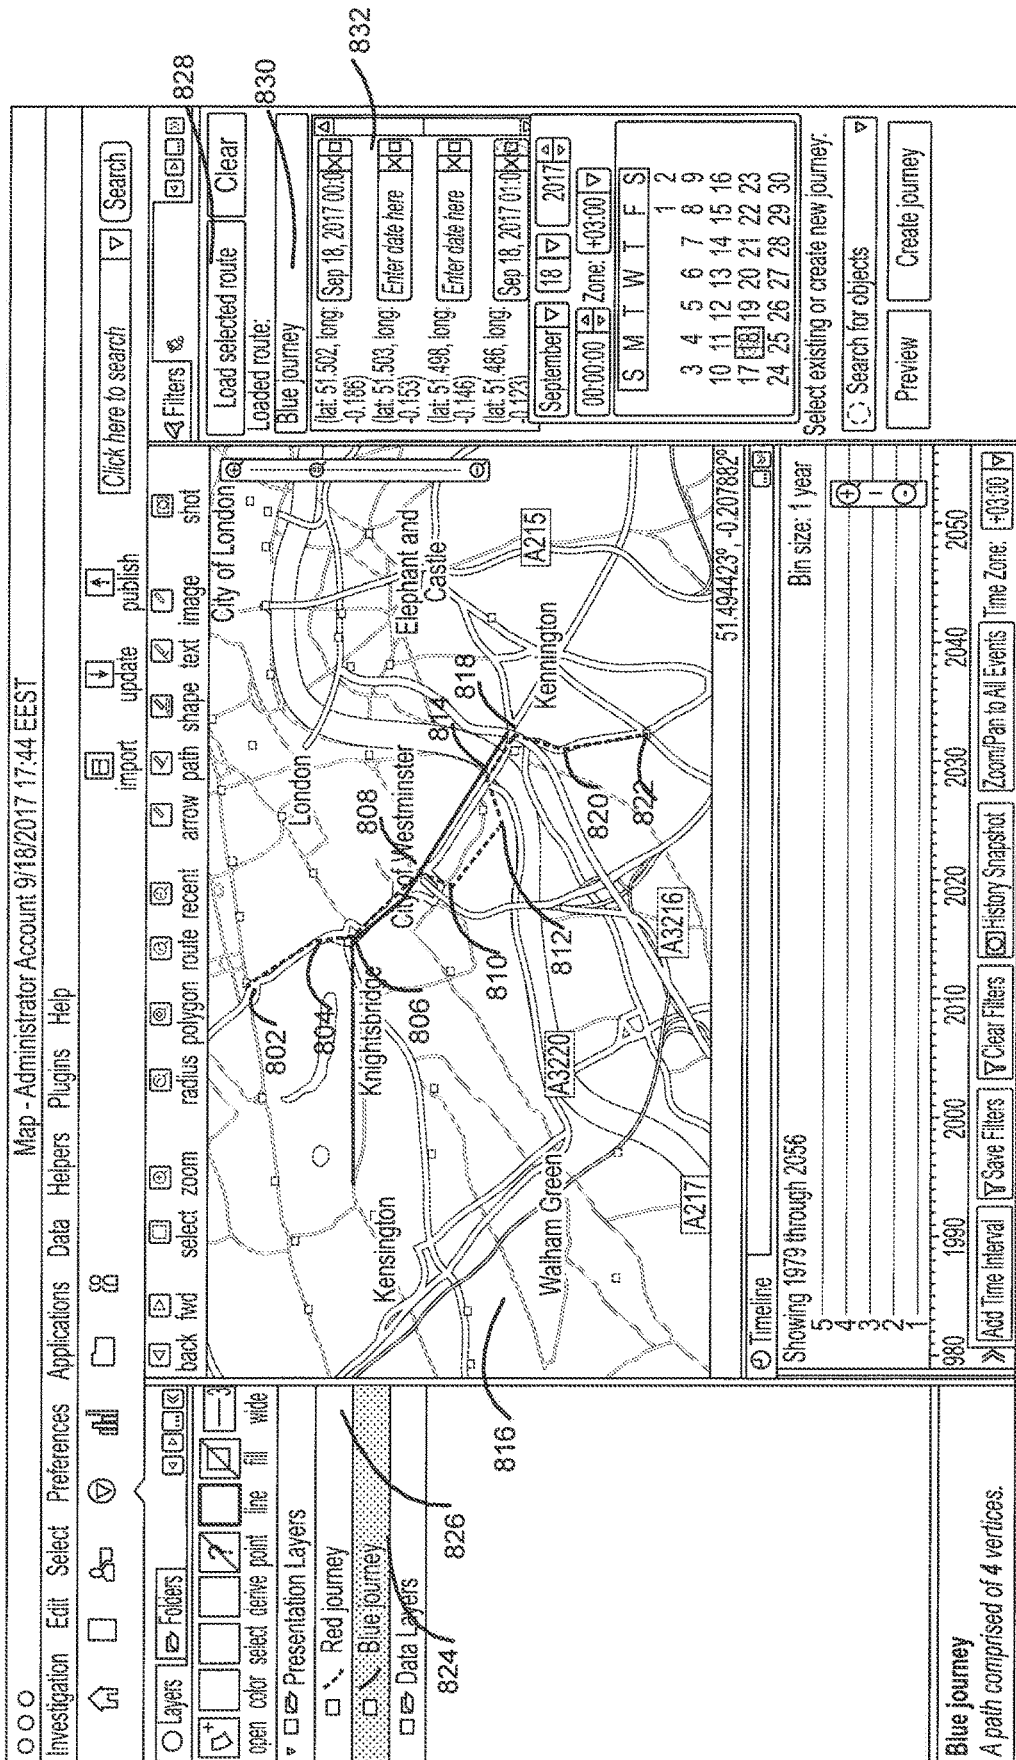 Map - Administrator Account 9/18/2017 17:44 EEST
Investigation Edit Select Preferences Applications Data Helpers Plugins Help
import update publish
Click here to search
Search
Layers
Folders
back fwd select zoom radius polygon route recent arrow path shape text image shot
Filters
open color select derive point line fill wide
?
3
Presentation Layers
Red journey
Blue journey
Data Layers
826
824
816
Kensington
Knightsbridge
Walham Green
London
City of London
City of Westminster
Elephant and
Castle
Kennington
A3220
A217
A3216
A215
802
804
806
808
810
812
814
818
820
822
51.494423º, -0.207882º
828
830
832
Load selected route
Clear
Loaded route:
Blue journey
(lat: 51.502, long:
-0.166)
Sep 18, 2017 00:0
(lat: 51.503, long:
-0.153)
Enter date here
(lat: 51.498, long:
-0.146)
Enter date here
(lat: 51.486, long:
-0.123)
Sep 18, 2017 01:0
September 18 2017
00:00:00 Zone: +03:00
S M T W T F S
1 2
3 4 5 6 7 8 9
10 11 12 13 14 15 16
17 18 19 20 21 22 23
24 25 26 27 28 29 30
Select existing or create new journey:
Search for objects
Preview
Create journey
Timeline
Showing 1979 through 2056
Bin size: 1 year
5
4
3
2
1
980 1990 2000 2010 2020 2030 2040 2050
Add Time Interval
Save Filters
Clear Filters
History Snapshot
Zoom/Pan to All Events
Time Zone: +03:00
Blue journey
A path comprised of 4 vertices.